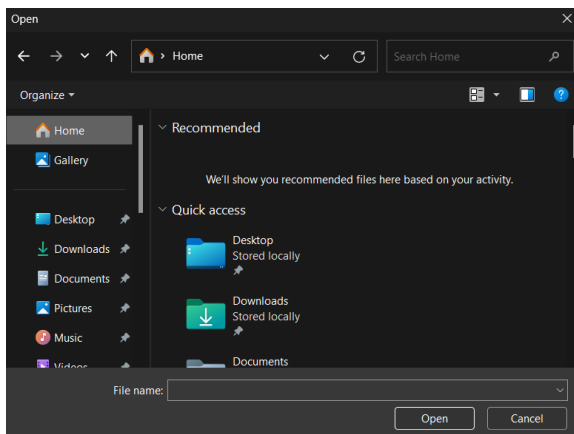 Open
Home
Search Home
Organize
Home
Gallery
Desktop
Downloads
Documents
Pictures
Music
Videos
Recommended
We'll show you recommended files here based on your activity.
Quick access
Desktop
Stored locally
Downloads
Stored locally
Documents
File name:
Open
Cancel